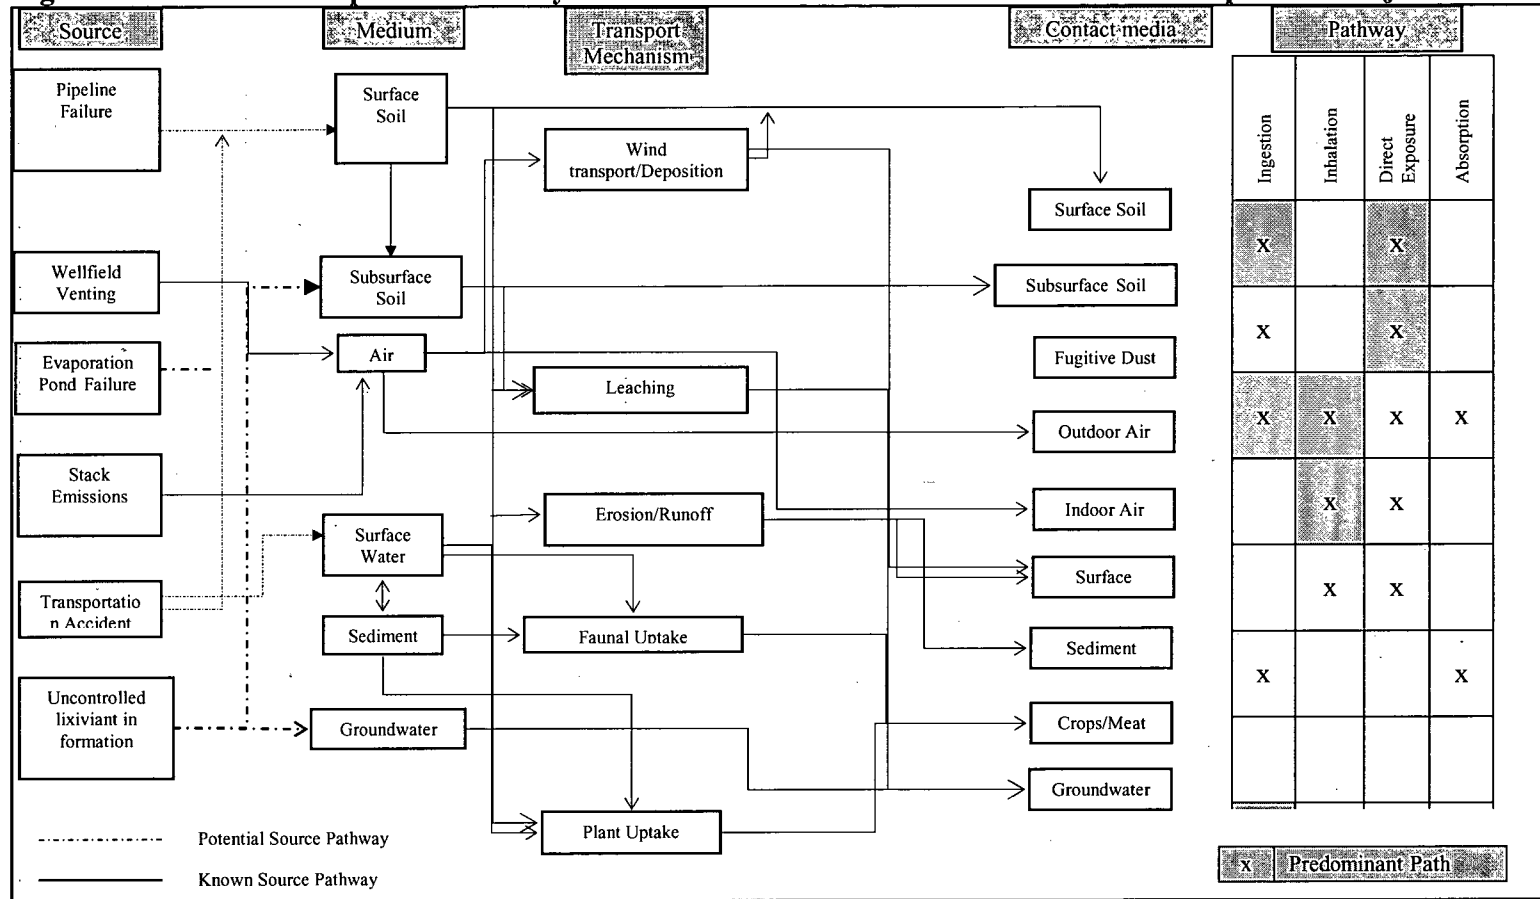 Source
Medium
Transport
Mechanism
Contact media
Pathway
Pipeline
Failure
Surface
Soil
Wind
transport/Deposition
Ingestion
Inhalation
Direct
Exposure
Absorption
Surface Soil
X
X
Wellfield
Venting
Subsurface
Soil
Subsurface Soil
X
X
Evaporation
Pond Failure
Air
Fugitive Dust
Leaching
Outdoor Air
X
X
X
X
Stack
Emissions
Erosion/Runoff
Indoor Air
X
X
Surface
Water
Surface
X
X
Transportatio
n Accident
Sediment
Faunal Uptake
Sediment
X
X
Uncontrolled
lixiviant in
formation
Groundwater
Crops/Meat
Groundwater
Plant Uptake
Potential Source Pathway
Known Source Pathway
X Predominant Path